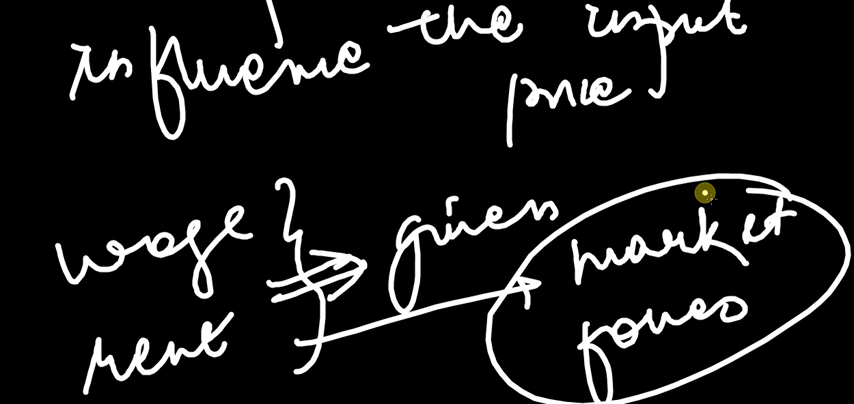 influence the input
price
wage } given market
rent forces